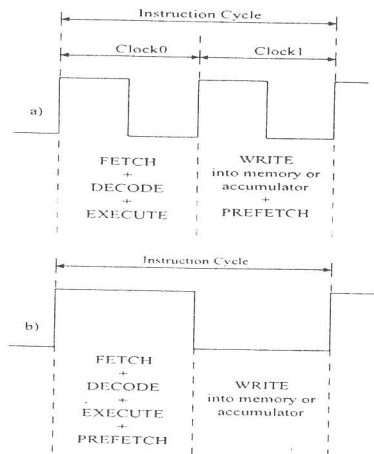 Instruction Cycle
Clock0 Clock1
a)
FETCH
+
DECODE
+
EXECUTE
WRITE
into memory or
accumulator
+
PREFETCH
Instruction Cycle
b)
FETCH
+
DECODE
+
EXECUTE
+
PREFETCH
WRITE
into memory or
accumulator